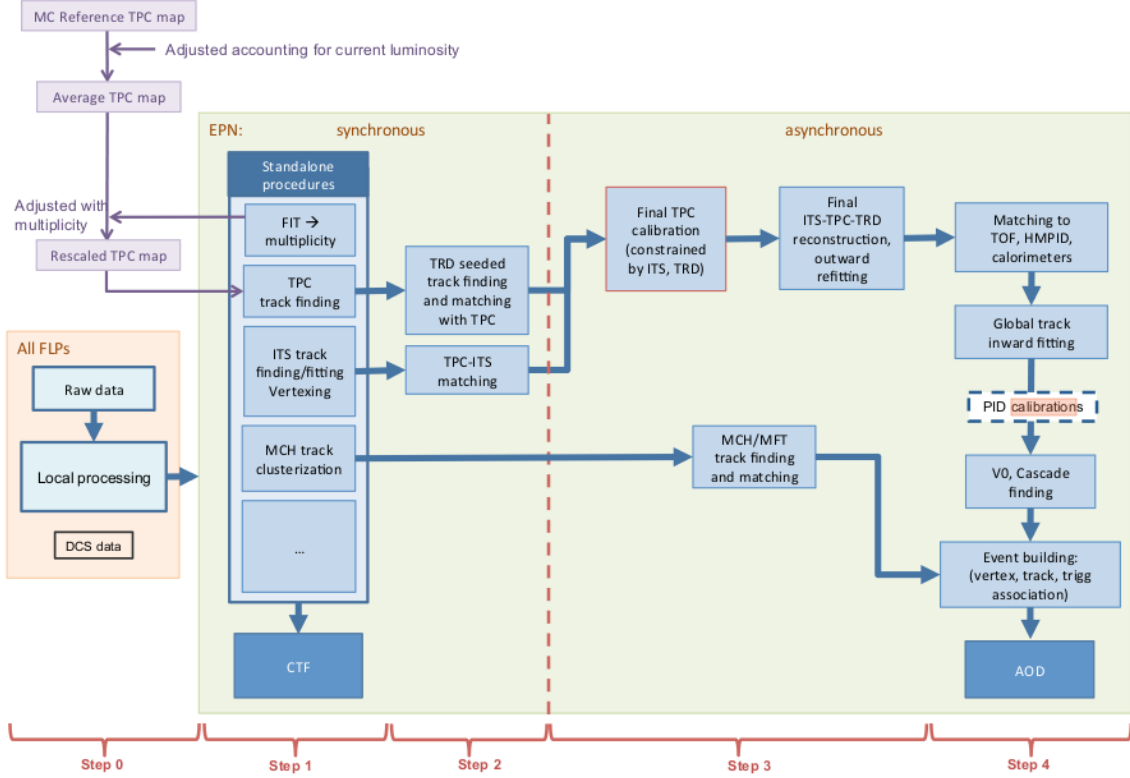 MC Reference TPC map
Adjusted accounting for current luminosity
Average TPC map
Adjusted with
multiplicity
Rescaled TPC map
All FLPs
Raw data
Local processing
DCS data
EPN:
synchronous
asynchronous
Standalone
procedures
FIT →
multiplicity
TPC
track finding
ITS track
finding/fitting
Vertexing
MCH track
clusterization
...
CTF
TRD seeded
track finding
and matching
with TPC
TPC-ITS
matching
Final TPC
calibration
(constrained
by ITS, TRD)
Final
ITS-TPC-TRD
reconstruction,
outward
refitting
MCH/MFT
track finding
and matching
Matching to
TOF, HMPID,
calorimeters
Global track
inward fitting
PID calibrations
V0, Cascade
finding
Event building:
(vertex, track, trigg
association)
AOD
Step 0
Step 1
Step 2
Step 3
Step 4